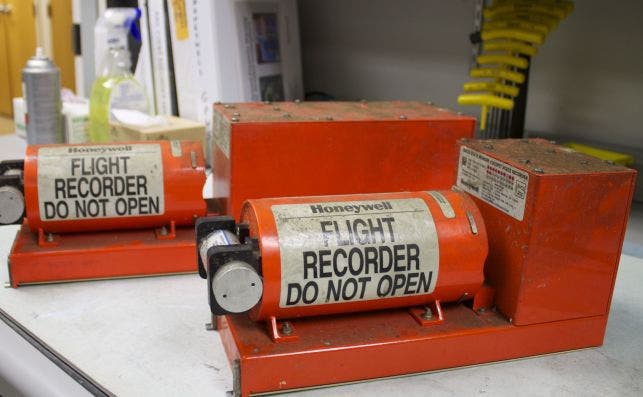 Honeywell
FLIGHT
RECORDER
DO NOT OPEN
Honeywell
FLIGHT
RECORDER
DO NOT OPEN